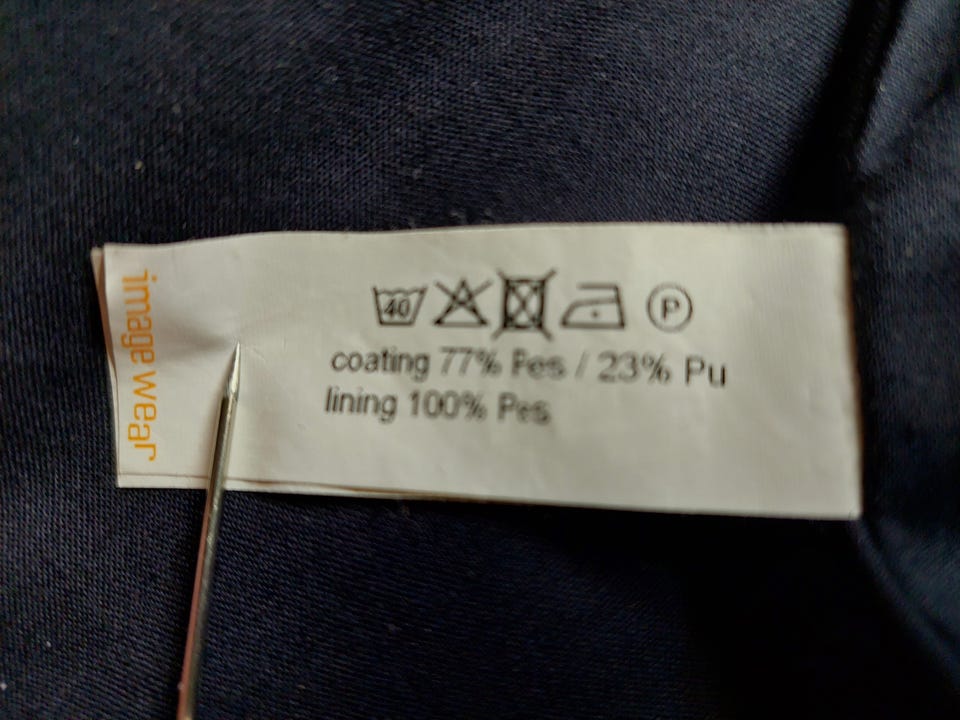 image wear
40 P
coating 77% Pes / 23% Pu
lining 100% Pes